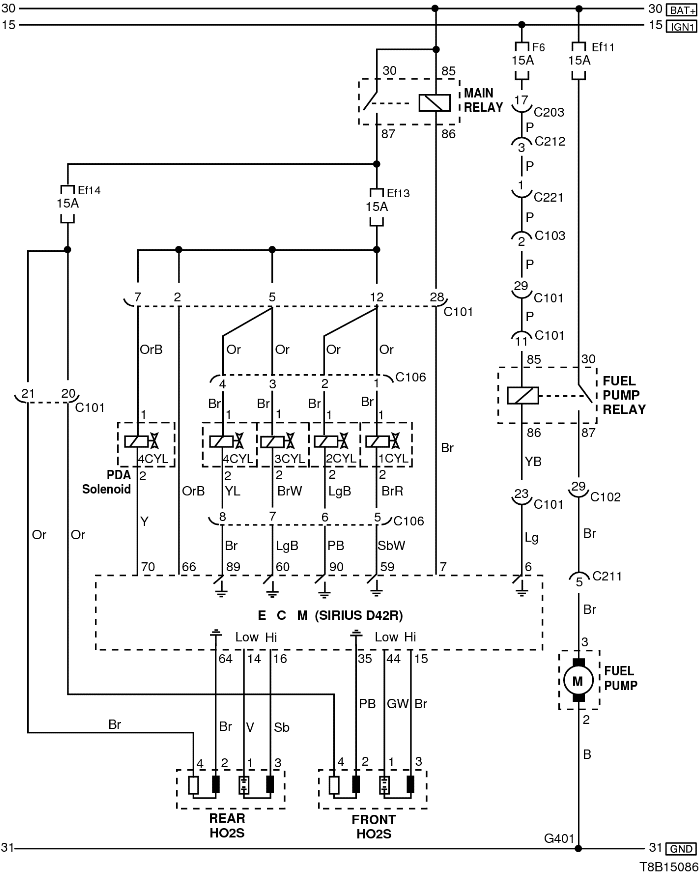 30 30 BAT+
15 15 IGN1
F6 Ef11
15A 15A
30 85
MAIN
RELAY
87 86
17 C203
P
3 C212
P
1
C221
P
2 C103
P
29 C101
P
11 C101
Ef14
15A
Ef13
15A
7 2 5 12 28 C101
OrB Or Or Or Or
4 3 2 1 C106
21 20 C101
Br Br Br Br
1 1 1 1 1
4CYL 4CYL 3CYL 2CYL 1CYL
PDA
Solenoid
2 2 2 2 2
Br
OrB YL BrW LgB BrR
8 7 6 5 C106
Or Or Y
Br LgB PB SbW
70 66 89 60 90 59 7 6
85 30
FUEL
PUMP
RELAY
86 87
YB
23 C101
29 C102
Lg Br
5 C211
Br
E C M (SIRIUS D42R)
Low Hi Low Hi
64 14 16 35 44 15
3
M
FUEL
PUMP
2
B
PB GW Br
Br Br V Sb
4 2 1 3 4 2 1 3
REAR
HO2S
FRONT
HO2S
G401
31 31 GND
T8B15086